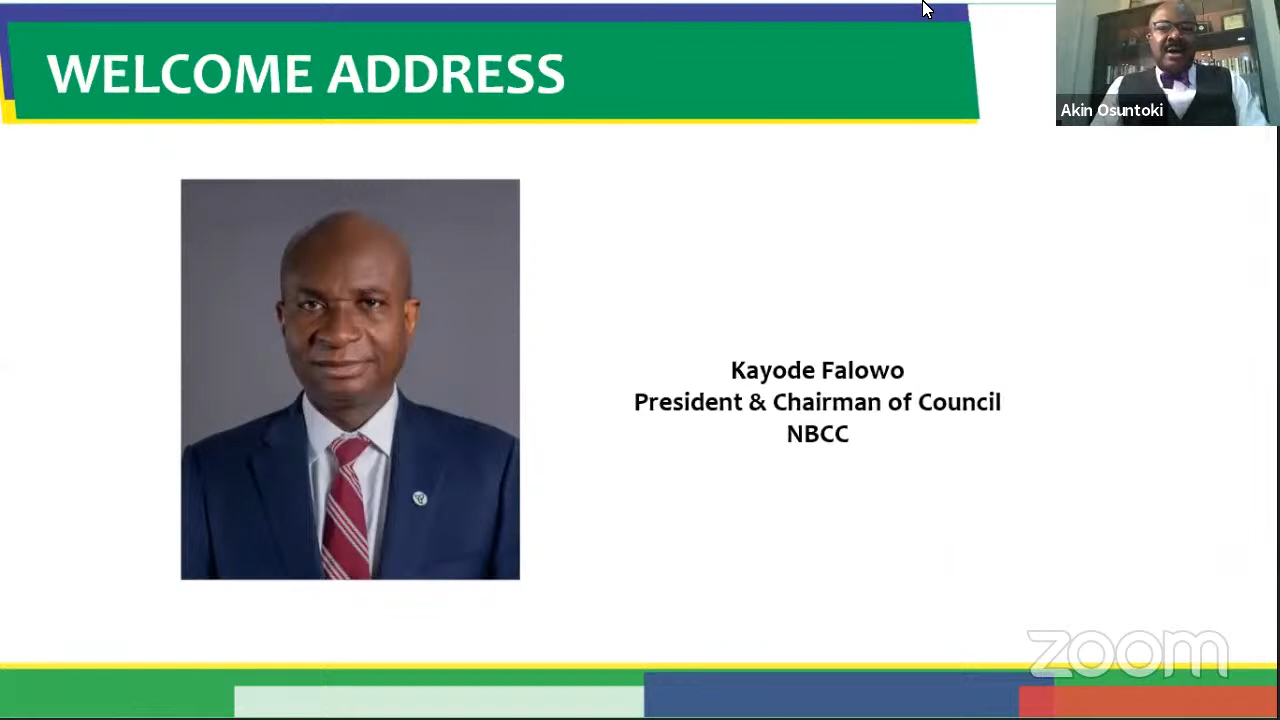 WELCOME ADDRESS
Akin Osuntoki
Kayode Falowo
President & Chairman of Council
NBCC
zoom